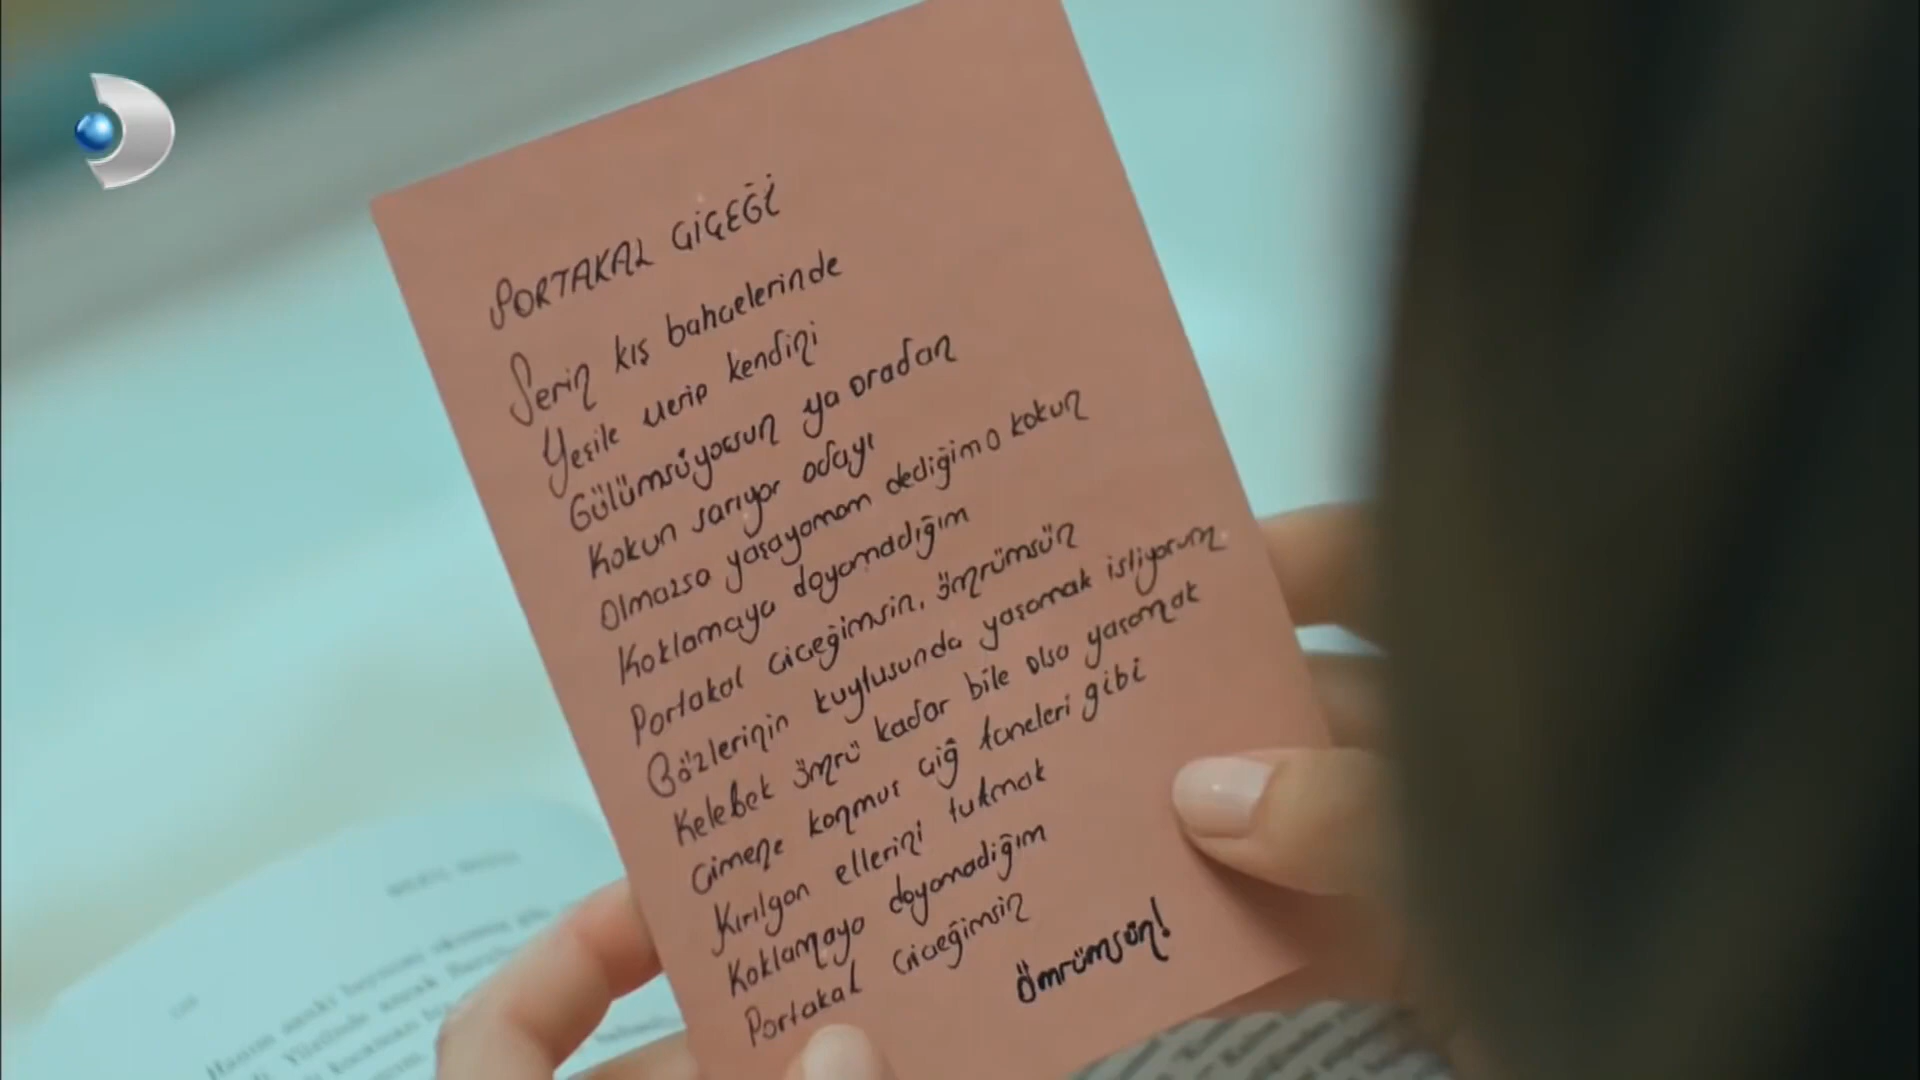 PORTAKAL ÇİÇEĞİ
Serin kış bahçelerinde
Yeşile verip kendini
Gülümsüyorsun ya oradan
Kokun sarıyor odayı
Olmazsa yaşayamam dediğim o kokun
Koklamaya doyamadığım
Portakal çiçeğimsin, ömrümsün
Gözlerinin kuytusunda yaşamak istiyorum
Kelebek ömrü kadar bile olsa yaşamak
Çimene konmuş çiğ taneleri gibi
Kırılgan ellerini tutmak
Koklamaya doyamadığım
Portakal çiçeğimsin
Ömrümsün!